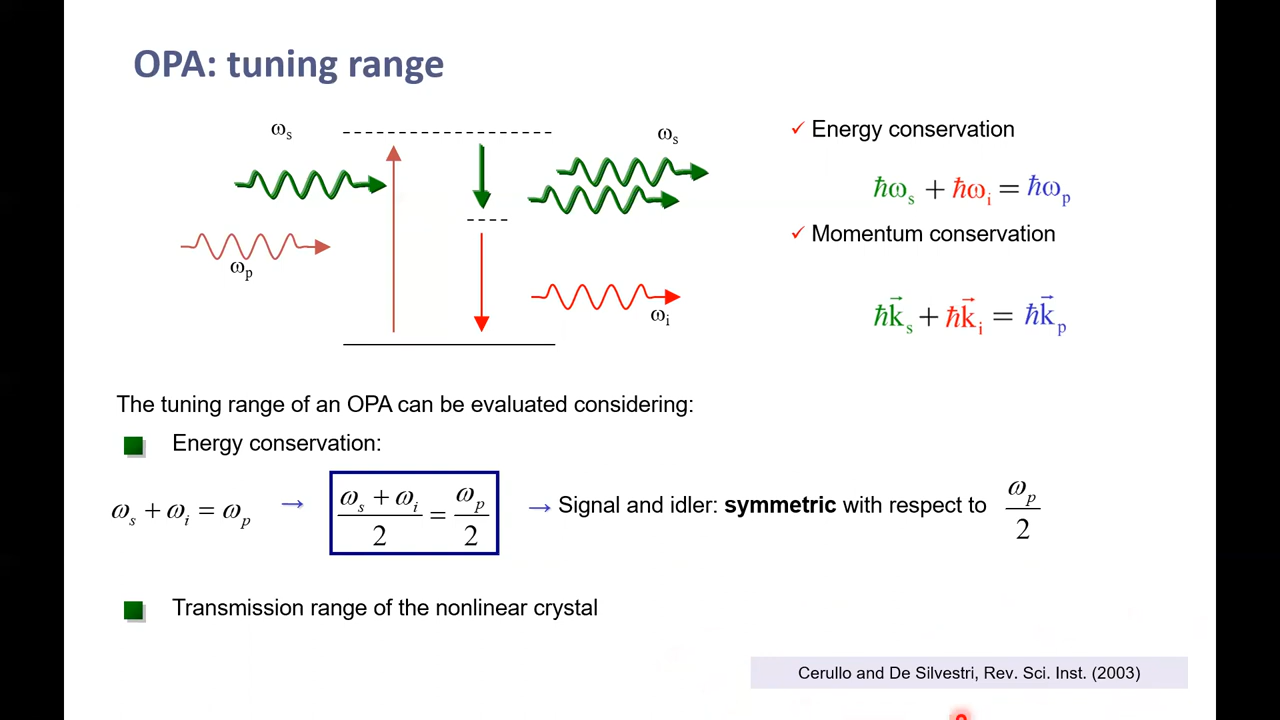 OPA: tuning range
ωs
ωs
ωp
ωi
✓ Energy conservation
ħωs + ħωi = ħωp
✓ Momentum conservation
ħk⃗s + ħk⃗i = ħk⃗p
The tuning range of an OPA can be evaluated considering:
Energy conservation:
ωs + ωi = ωp → (ωs + ωi)/2 = ωp/2 → Signal and idler: symmetric with respect to ωp/2
Transmission range of the nonlinear crystal
Cerullo and De Silvestri, Rev. Sci. Inst. (2003)